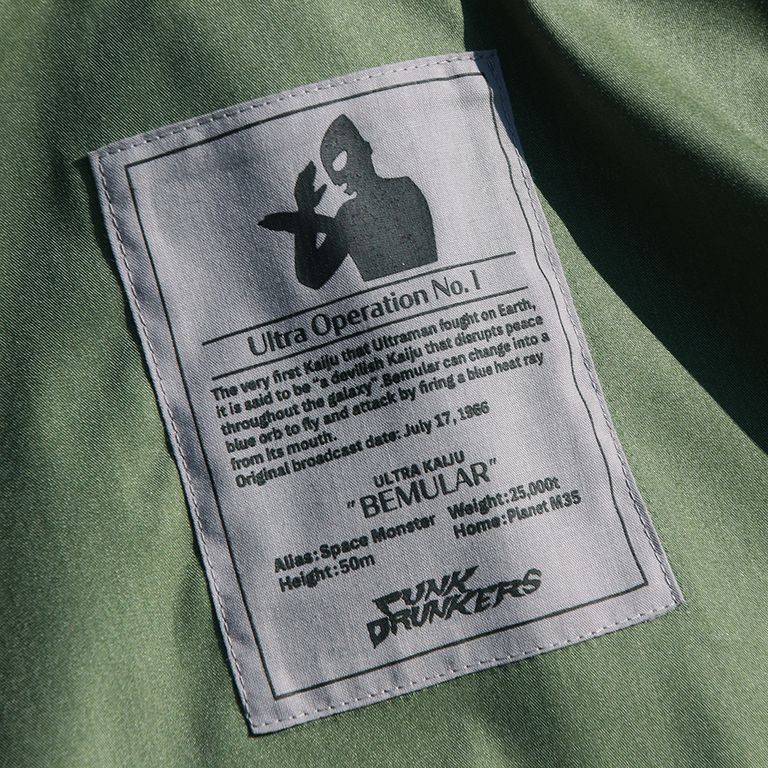 Ultra Operation No.1
The very first Kaiju that Ultraman fought on Earth,
it is said to be "a devilish Kaiju that disrupts peace
throughout the galaxy".Bemular can change into a
blue orb to fly and attack by firing a blue heat ray
from its mouth.
Original broadcast date: July 17, 1966
ULTRA KAIJU
"BEMULAR"
Alias:Space Monster Weight:25,000t
Height:50m Home:Planet M35
PUNK
DRUNKERS